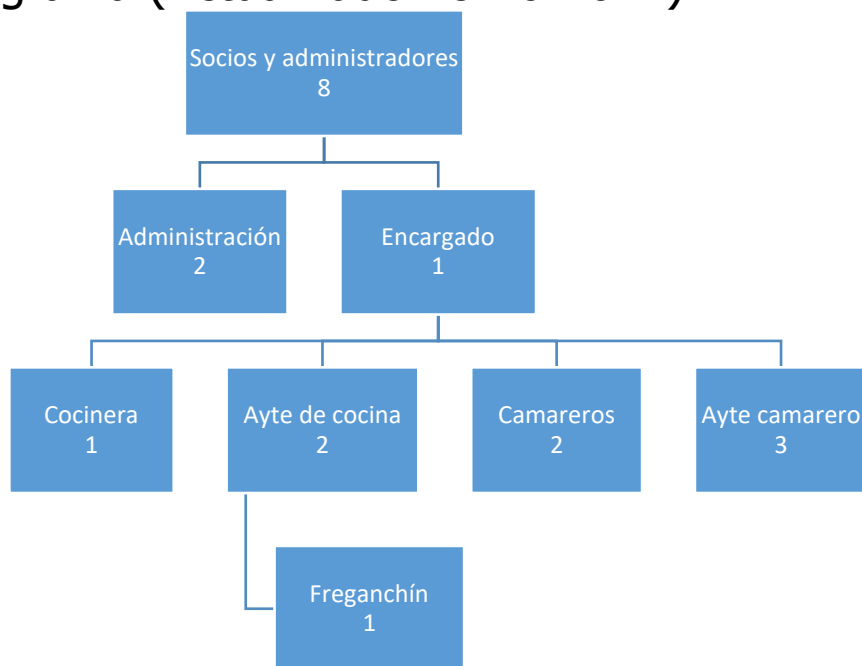 Socios y administradores
8
Administración
2
Encargado
1
Cocinera
1
Ayte de cocina
2
Camareros
2
Ayte camarero
3
Freganchín
1